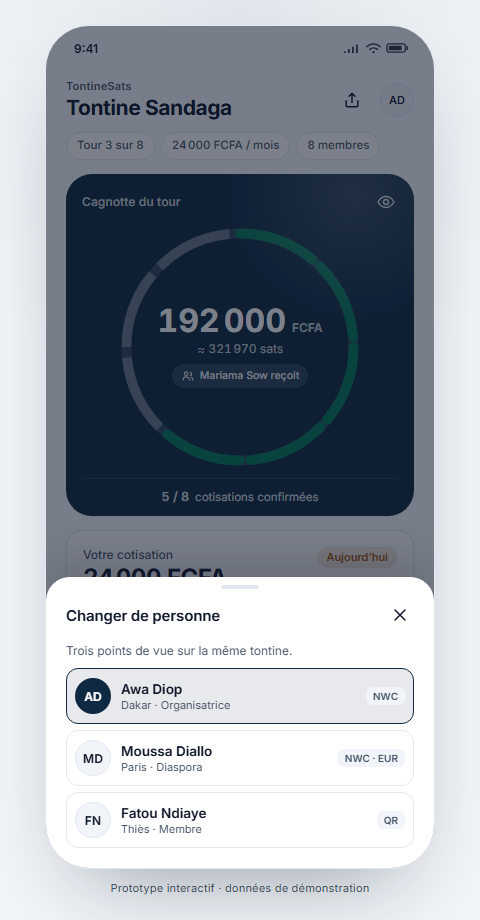 9:41
TontineSats
Tontine Sandaga
AD
Tour 3 sur 8
24 000 FCFA / mois
8 membres
Cagnotte du tour
192 000 FCFA
≈ 321 970 sats
Mariama Sow reçoit
5 / 8 cotisations confirmées
Votre cotisation
Aujourd'hui
24 000 FCFA
Changer de personne
Trois points de vue sur la même tontine.
AD
Awa Diop
Dakar · Organisatrice
NWC
MD
Moussa Diallo
Paris · Diaspora
NWC · EUR
FN
Fatou Ndiaye
Thiès · Membre
QR
Prototype interactif · données de démonstration